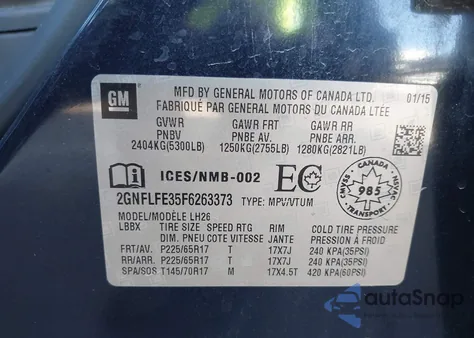 GM
MFD BY GENERAL MOTORS OF CANADA LTD. 01/15
FABRIQUÉ PAR GENERAL MOTORS DU CANADA LTÉE
GVWR GAWR FRT GAWR RR
PNBV PNBE AV. PNBE ARR
2404KG(5300LB) 1250KG(2755LB) 1280KG(2821LB)
ICES/NMB-002 EC
CANADA
CMVSS
985
NSVAC
TRANSPORT
2GNFLFE35F6263373 TYPE: MPV/VTUM
MODEL/MODÈLE LH26
LBBX TIRE SIZE SPEED RTG RIM COLD TIRE PRESSURE
DIM PNEU COTE VITESSE JANTE PRESSION À FROID
FRT/AV. P225/65R17 S 17X7J 240 KPA(35PSI)
RR/ARR. P225/65R17 S 17X7J 240 KPA(35PSI)
SPA/SOS T145/70R17 M 17X4.5T 420 KPA(60PSI)
autoSnap